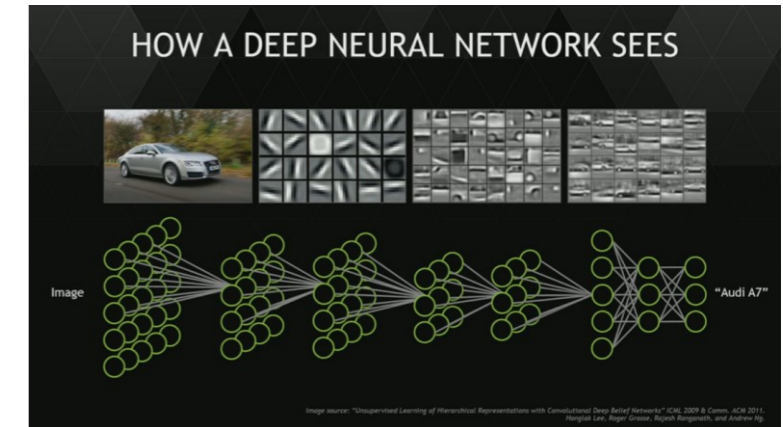 HOW A DEEP NEURAL NETWORK SEES
Image
“Audi A7”
Image source: “Unsupervised Learning of Hierarchical Representations with Convolutional Deep Belief Networks” ICML 2009 & Comm. ACM 2011.
Honglak Lee, Roger Grosse, Rajesh Ranganath, and Andrew Ng.